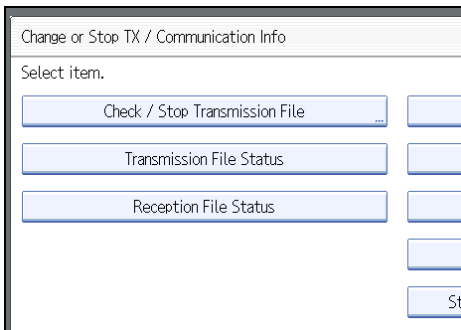 Change or Stop TX / Communication Info
Select item.
Check / Stop Transmission File
Transmission File Status
Reception File Status